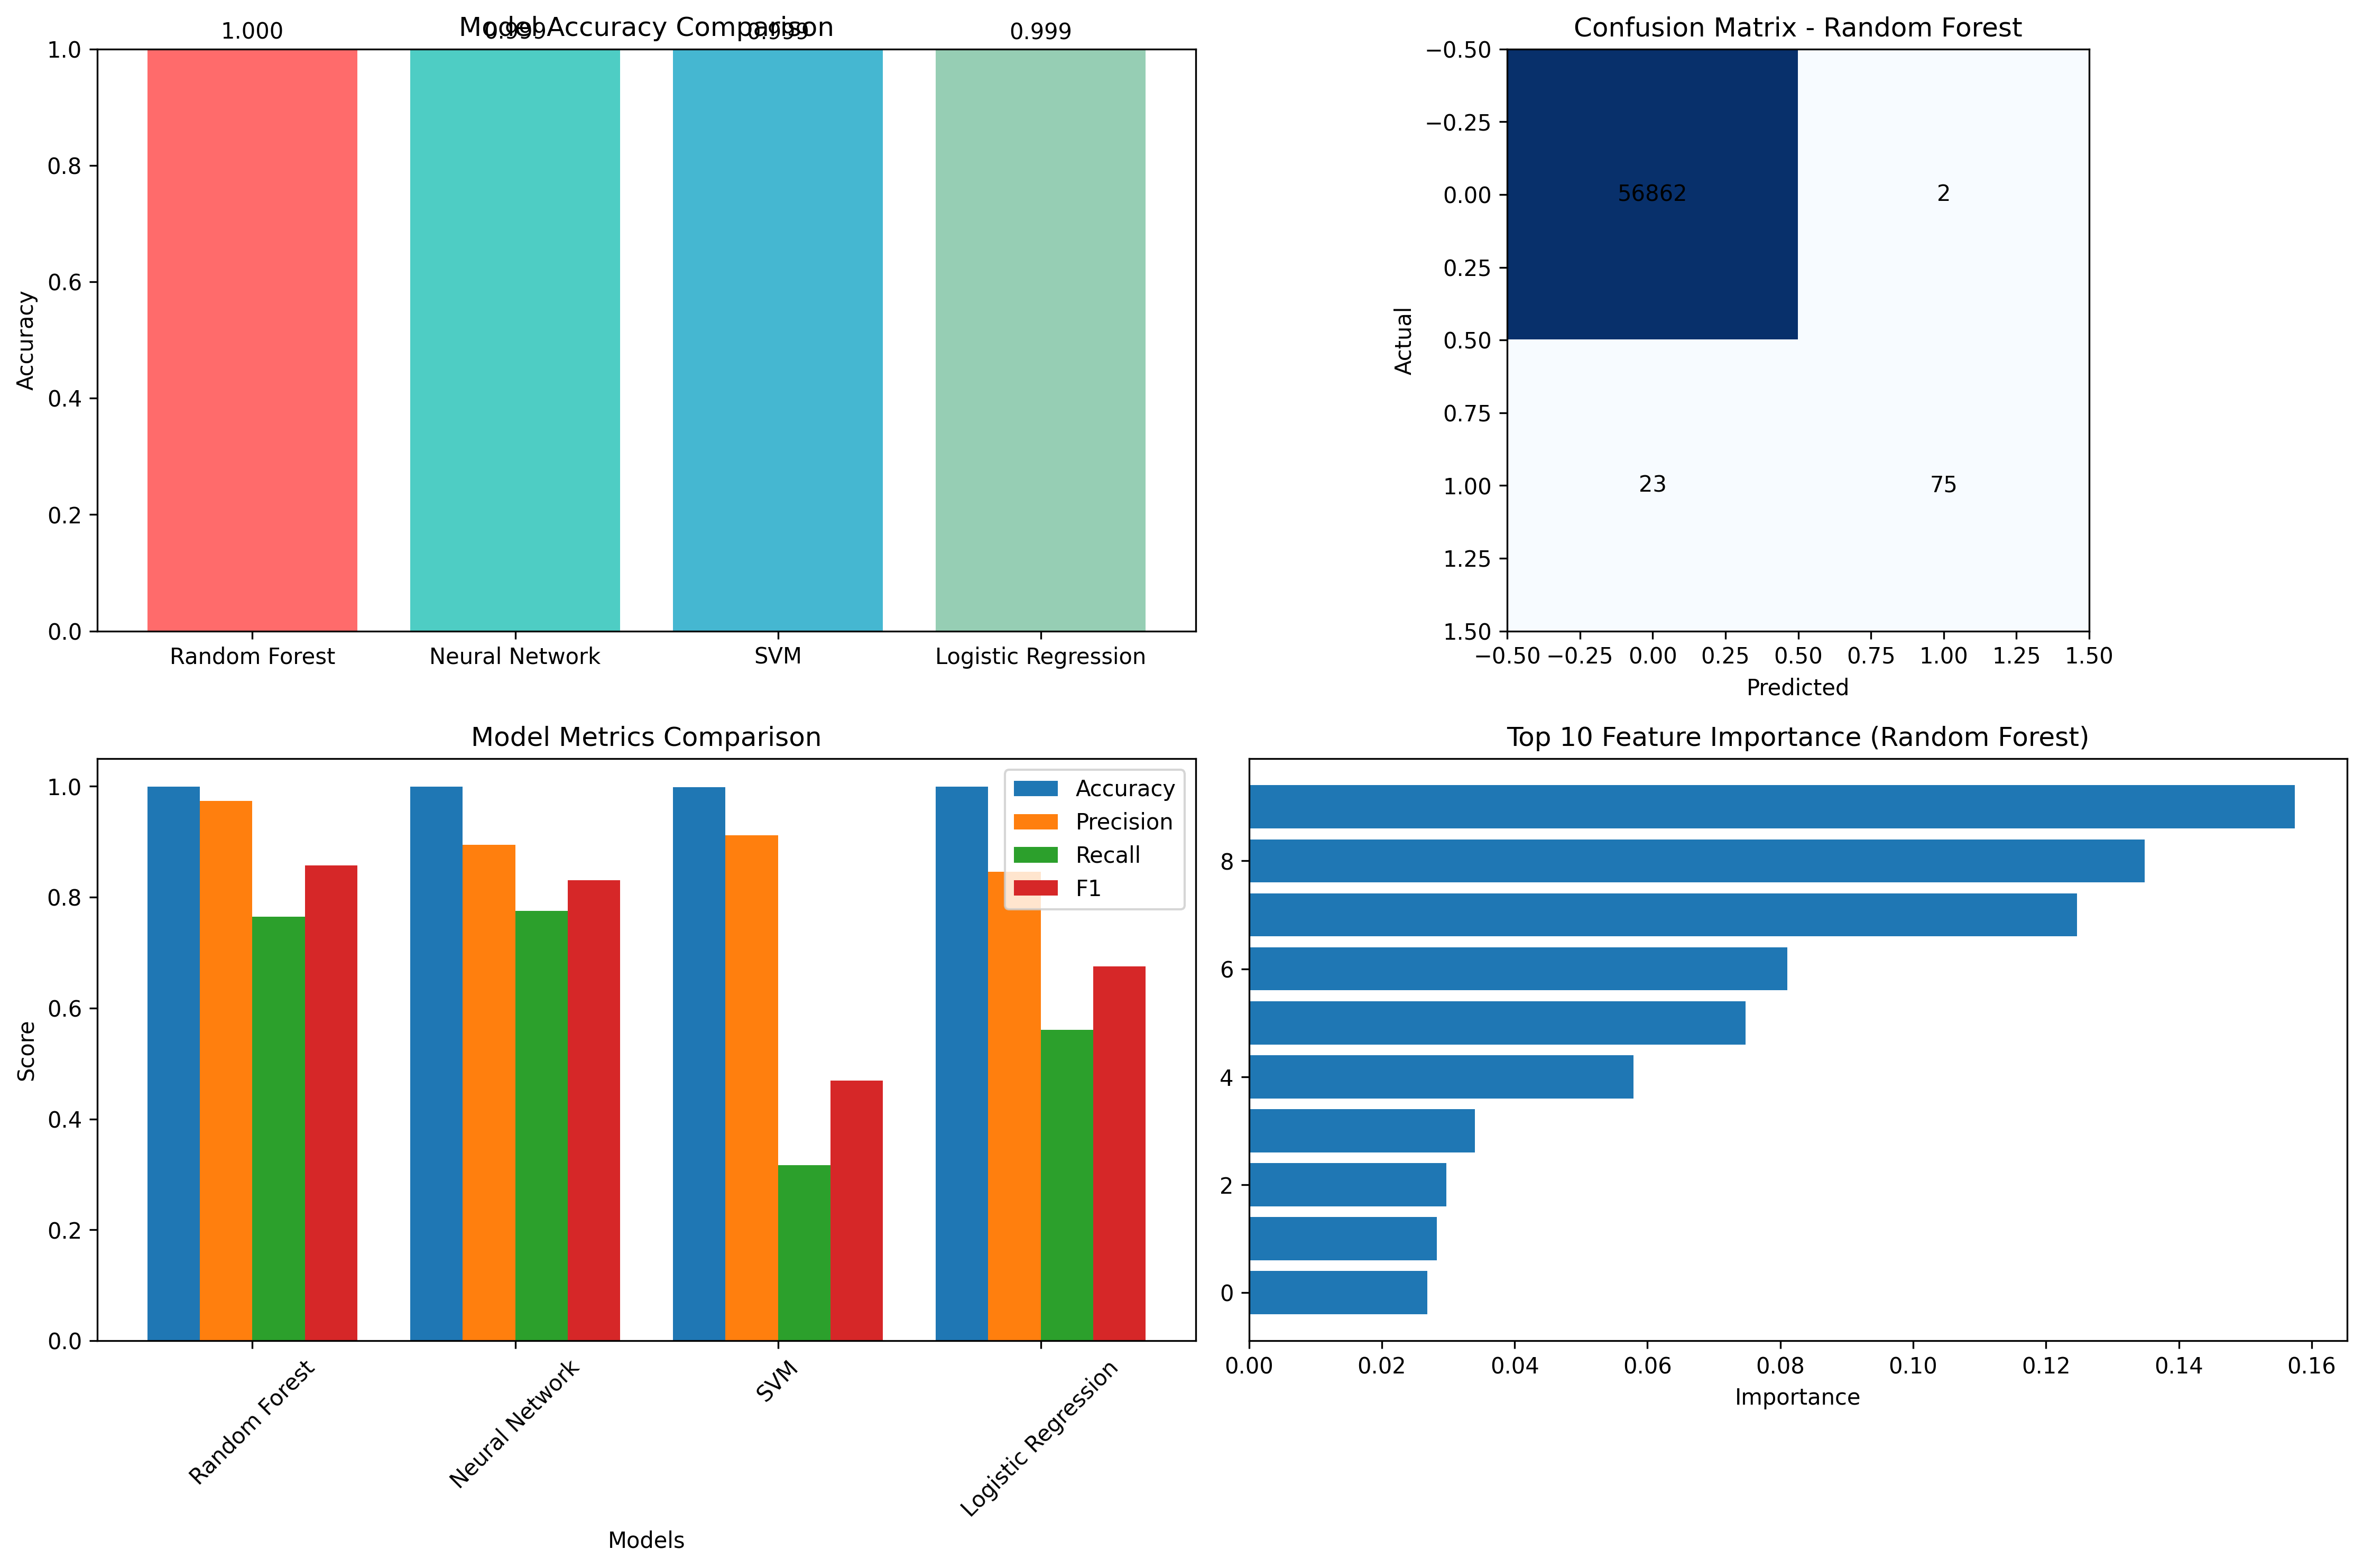 Model Accuracy Comparison
1.000
0.999
0.999
0.999
1.0
0.8
0.6
0.4
0.2
0.0
Accuracy
Random Forest
Neural Network
SVM
Logistic Regression
Confusion Matrix - Random Forest
−0.50
−0.25
0.00
0.25
0.50
0.75
1.00
1.25
1.50
Actual
56862
2
23
75
−0.50 −0.25 0.00 0.25 0.50 0.75 1.00 1.25 1.50
Predicted
Model Metrics Comparison
1.0
0.8
0.6
0.4
0.2
0.0
Score
Accuracy
Precision
Recall
F1
Random Forest
Neural Network
SVM
Logistic Regression
Models
Top 10 Feature Importance (Random Forest)
8
6
4
2
0
0.00 0.02 0.04 0.06 0.08 0.10 0.12 0.14 0.16
Importance